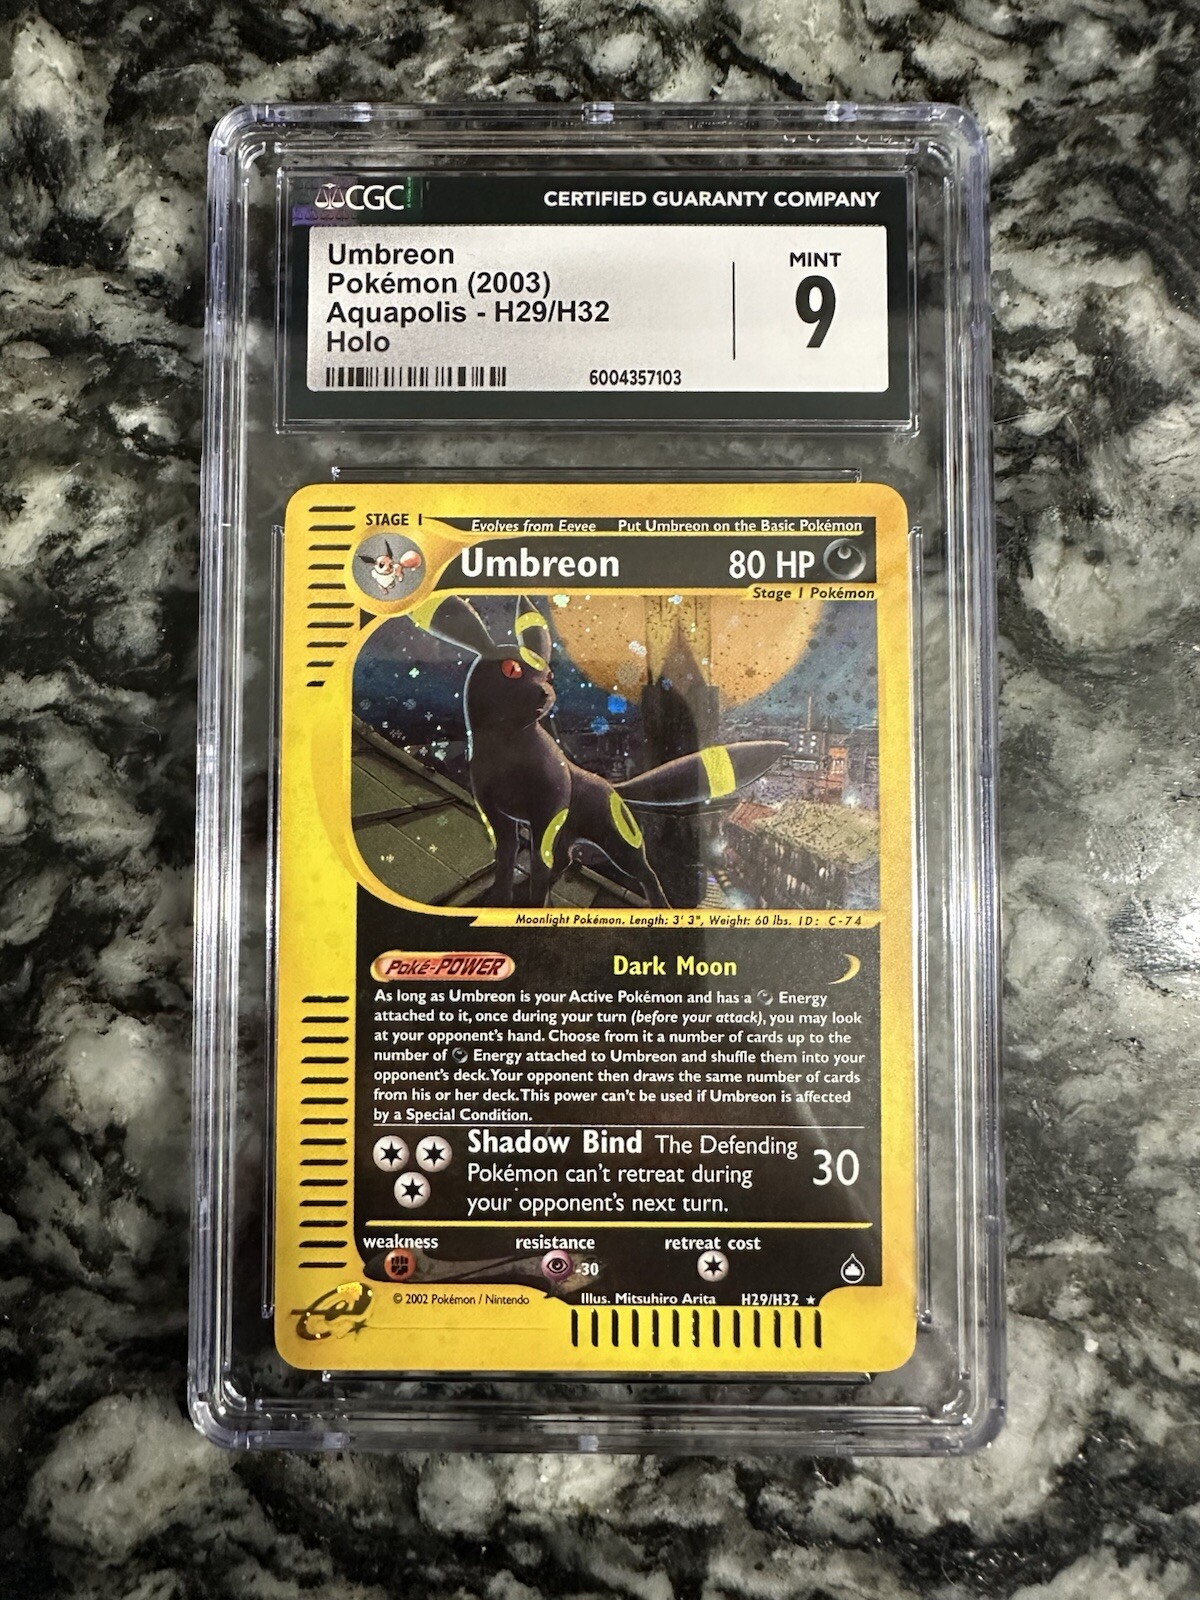 CGC CERTIFIED GUARANTY COMPANY
Umbreon
Pokémon (2003)
Aquapolis - H29/H32
Holo
MINT
9
6004357103
STAGE 1 Evolves from Eevee Put Umbreon on the Basic Pokémon
Umbreon 80 HP
Stage 1 Pokémon
Moonlight Pokémon. Length: 3' 3", Weight: 60 lbs. ID: C-74
Poké-POWER Dark Moon
As long as Umbreon is your Active Pokémon and has a Energy
attached to it, once during your turn (before your attack), you may look
at your opponent's hand. Choose from it a number of cards up to the
number of Energy attached to Umbreon and shuffle them into your
opponent's deck. Your opponent then draws the same number of cards
from his or her deck. This power can't be used if Umbreon is affected
by a Special Condition.
Shadow Bind The Defending 30
Pokémon can't retreat during
your opponent's next turn.
weakness resistance retreat cost
-30
© 2002 Pokémon / Nintendo Illus. Mitsuhiro Arita H29/H32 ★